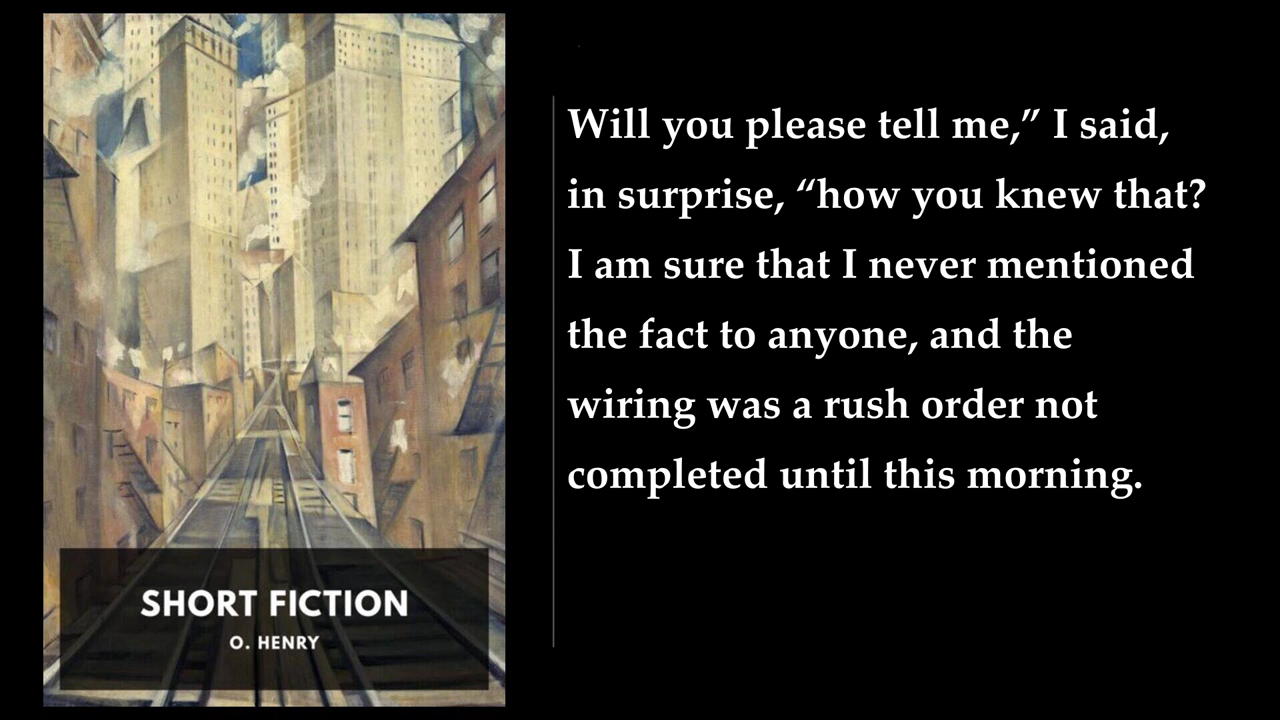 Will you please tell me,” I said,
in surprise, “how you knew that?
I am sure that I never mentioned
the fact to anyone, and the
wiring was a rush order not
completed until this morning.
SHORT FICTION
O. HENRY